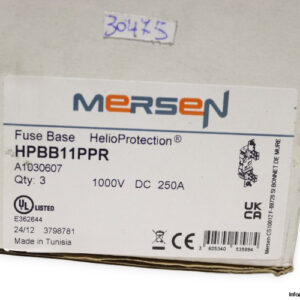 30475
MERSEN
Fuse Base HelioProtection®
HPBB11PPR
A1030607
Qty: 3 1000V DC 250A
UL LISTED
E362644
24/12 3798781
Made in Tunisia
UK CA
CE